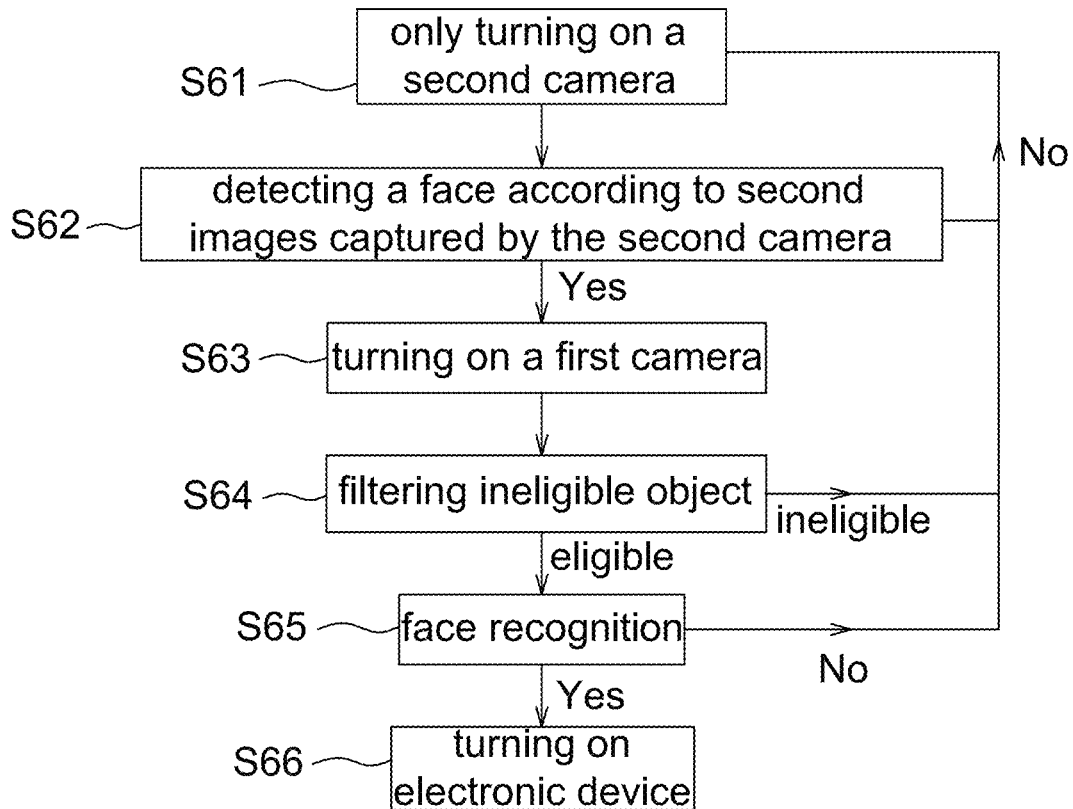 only turning on a
second camera
S61
No
detecting a face according to second
images captured by the second camera
S62
Yes
turning on a first camera
S63
filtering ineligible object
S64
ineligible
eligible
face recognition
S65
No
Yes
turning on
electronic device
S66